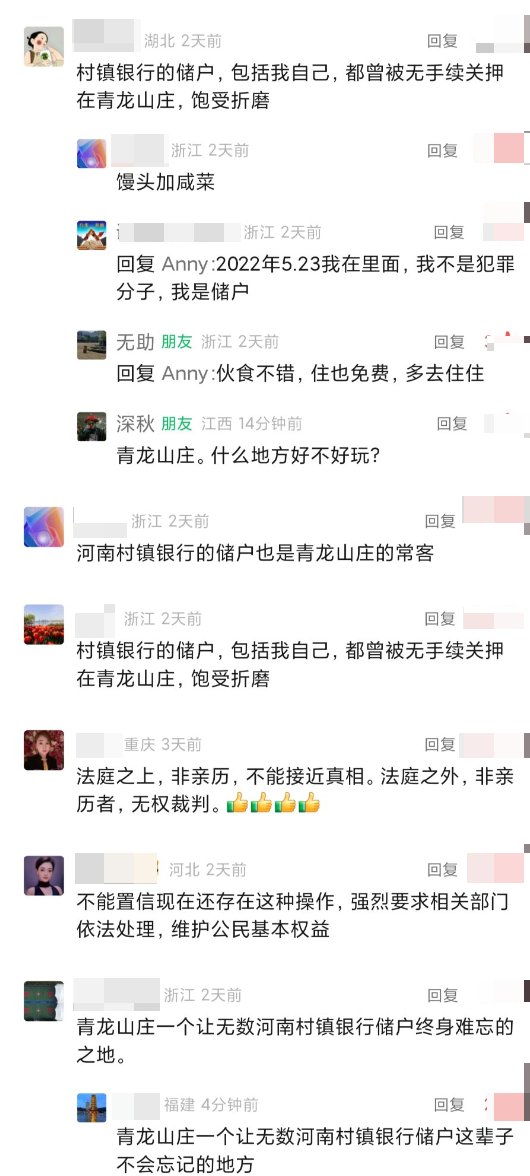 湖北 2天前 回复
村镇银行的储户，包括我自己，都曾被无手续关押
在青龙山庄，饱受折磨
浙江 2天前 回复
馒头加咸菜
浙江 2天前 回复
回复 Anny:2022年5.23我在里面，我不是犯罪
分子，我是储户
无助 朋友 浙江 2天前 回复
回复 Anny:伙食不错，住也免费，多去住住
深秋 朋友 江西 14分钟前 回复
青龙山庄。什么地方好不好玩?
浙江 2天前 回复
河南村镇银行的储户也是青龙山庄的常客
浙江 2天前 回复
村镇银行的储户，包括我自己，都曾被无手续关押
在青龙山庄，饱受折磨
重庆 3天前 回复
法庭之上，非亲历，不能接近真相。法庭之外，非亲
历者，无权裁判。👍👍👍👍
河北 2天前 回复
不能置信现在还存在这种操作，强烈要求相关部门
依法处理，维护公民基本权益
浙江 2天前 回复
青龙山庄一个让无数河南村镇银行储户终身难忘的
之地。
福建 4分钟前 回复
青龙山庄一个让无数河南村镇银行储户这辈子
不会忘记的地方